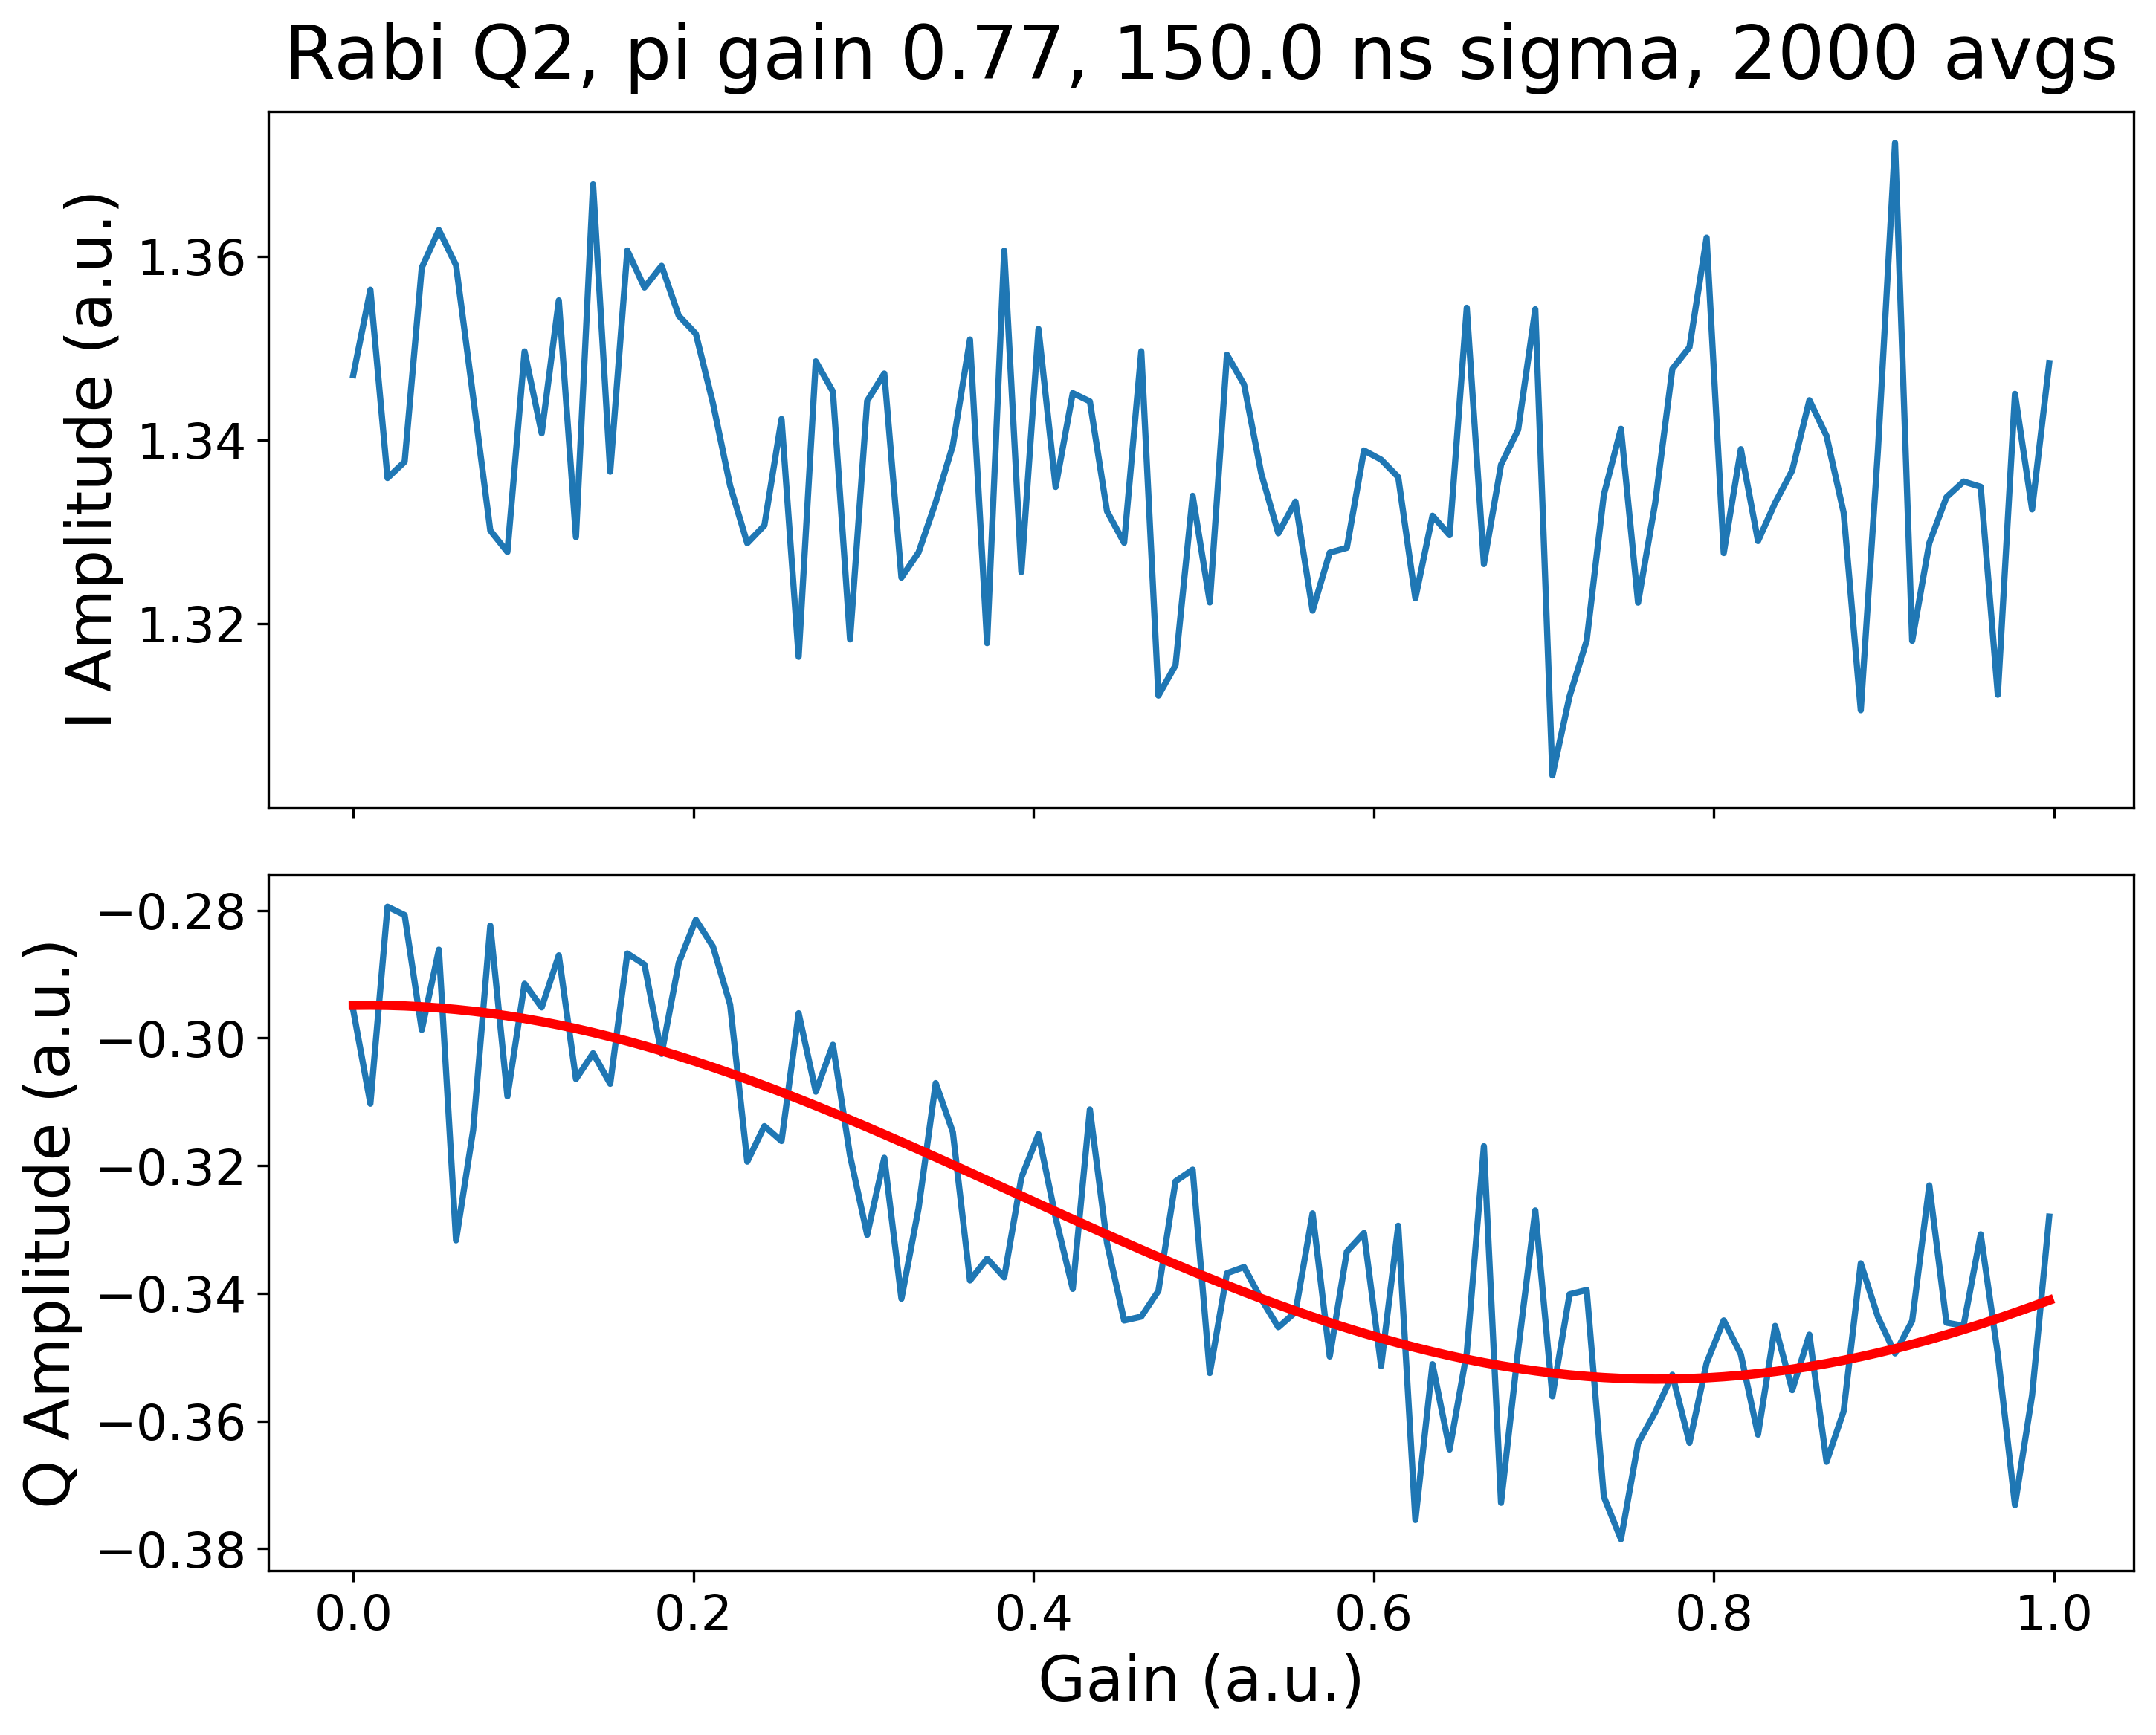 Rabi Q2, pi gain 0.77, 150.0 ns sigma, 2000 avgs
I Amplitude (a.u.)
1.36
1.34
1.32
Q Amplitude (a.u.)
−0.28
−0.30
−0.32
−0.34
−0.36
−0.38
0.0 0.2 0.4 0.6 0.8 1.0
Gain (a.u.)